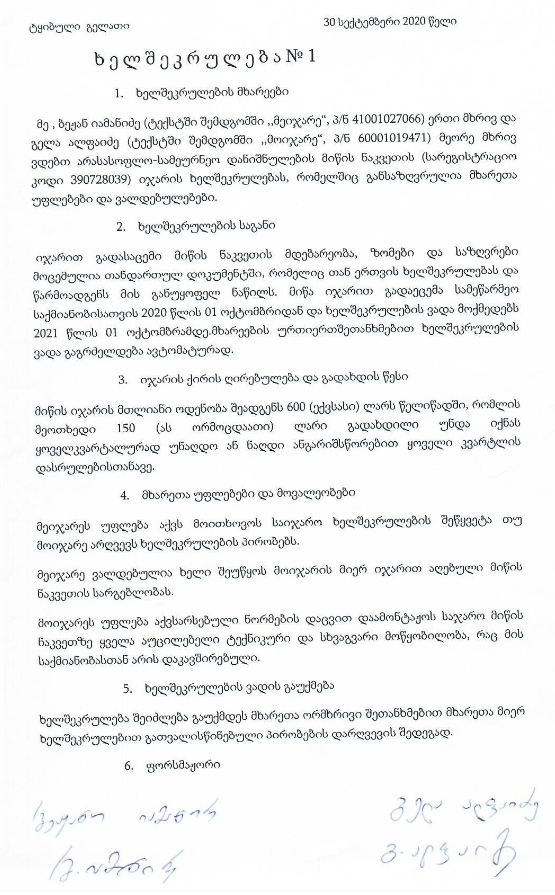 ტყიბული გელათი
30 სექტემბერი 2020 წელი
ხელშეკრულება № 1
1. ხელშეკრულების მხარეები
მე , ბეჟან იამანიძე (ტექსტში შემდგომში ,,მეიჯარე“, პ/ნ 41001027066) ერთი მხრივ და
გელა ალფაიძე (ტექსტში შემდგომში ,,მოიჯარე“, პ/ნ 60001019471) მეორე მხრივ
ვდებთ არასასოფლო-სამეურნეო დანიშნულების მიწის ნაკვეთის (სარეგისტრაციო
კოდი 390728039) იჯარის ხელშეკრულებას, რომელშიც განსაზღვრულია მხარეთა
უფლებები და ვალდებულებები.
2. ხელშეკრულების საგანი
იჯარით გადასაცემი მიწის ნაკვეთის მდებარეობა, ზომები და საზღვრები
მოცემულია თანდართულ დოკუმენტში, რომელიც თან ერთვის ხელშეკრულებას და
წარმოადგენს მის განუყოფელ ნაწილს. მიწა იჯარით გადაეცემა სამეწარმეო
საქმიანობისათვის 2020 წლის 01 ოქტომბრიდან და ხელშეკრულების ვადა მოქმედებს
2021 წლის 01 ოქტომბრამდე.მხარეების ურთიერთშეთანხმებით ხელშეკრულების
ვადა გაგრძელდება ავტომატურად.
3. იჯარის ქირის ღირებულება და გადახდის წესი
მიწის იჯარის მთლიანი ოდენობა შეადგენს 600 (ექვსასი) ლარს წელიწადში, რომლის
მეოთხედი 150 (ას ორმოცდაათი) ლარი გადახდილი უნდა იქნას
ყოველკვარტალურად უნაღდო ან ნაღდი ანგარიშსწორებით ყოველი კვარტლის
დასრულებისთანავე.
4. მხარეთა უფლებები და მოვალეობები
მეიჯარეს უფლება აქვს მოითხოვოს საიჯარო ხელშეკრულების შეწყვეტა თუ
მოიჯარე არღვევს ხელშეკრულების პირობებს.
მეიჯარე ვალდებულია ხელი შეუწყოს მოიჯარის მიერ იჯარით აღებული მიწის
ნაკვეთის სარგებლობას.
მოიჯარეს უფლება აქვსარსებული ნორმების დაცვით დაამონტაჟოს საჯარო მიწის
ნაკვეთზე ყველა აუცილებელი ტექნიკური და სხვაგვარი მოწყობილობა, რაც მის
საქმიანობასთან არის დაკავშირებული.
5. ხელშეკრულების ვადის გაუქმება
ხელშეკრულება შეიძლება გაუქმდეს მხარეთა ორმხრივი შეთანხმებით მხარეთა მიერ
ხელშეკრულებით გათვალისწინებული პირობების დარღვევის შედეგად.
6. ფორსმაჟორი
გელა ალფაიძე